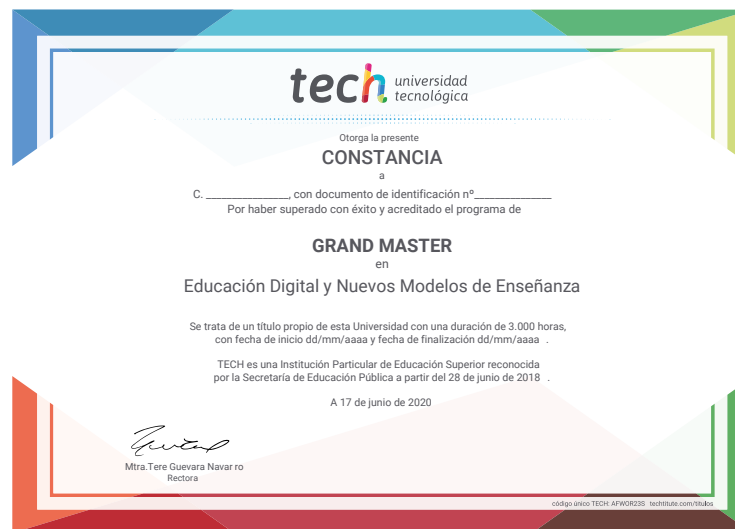 tech universidad
tecnológica
Otorga la presente
CONSTANCIA
a
C. ________________, con documento de identificación nº______________
Por haber superado con éxito y acreditado el programa de
GRAND MASTER
en
Educación Digital y Nuevos Modelos de Enseñanza
Se trata de un título propio de esta Universidad con una duración de 3.000 horas,
con fecha de inicio dd/mm/aaaa y fecha de finalización dd/mm/aaaa .
TECH es una Institución Particular de Educación Superior reconocida
por la Secretaría de Educación Pública a partir del 28 de junio de 2018 .
A 17 de junio de 2020
Mtra.Tere Guevara Navar ro
Rectora
código único TECH: AFWOR23S techtitute.com/titulos